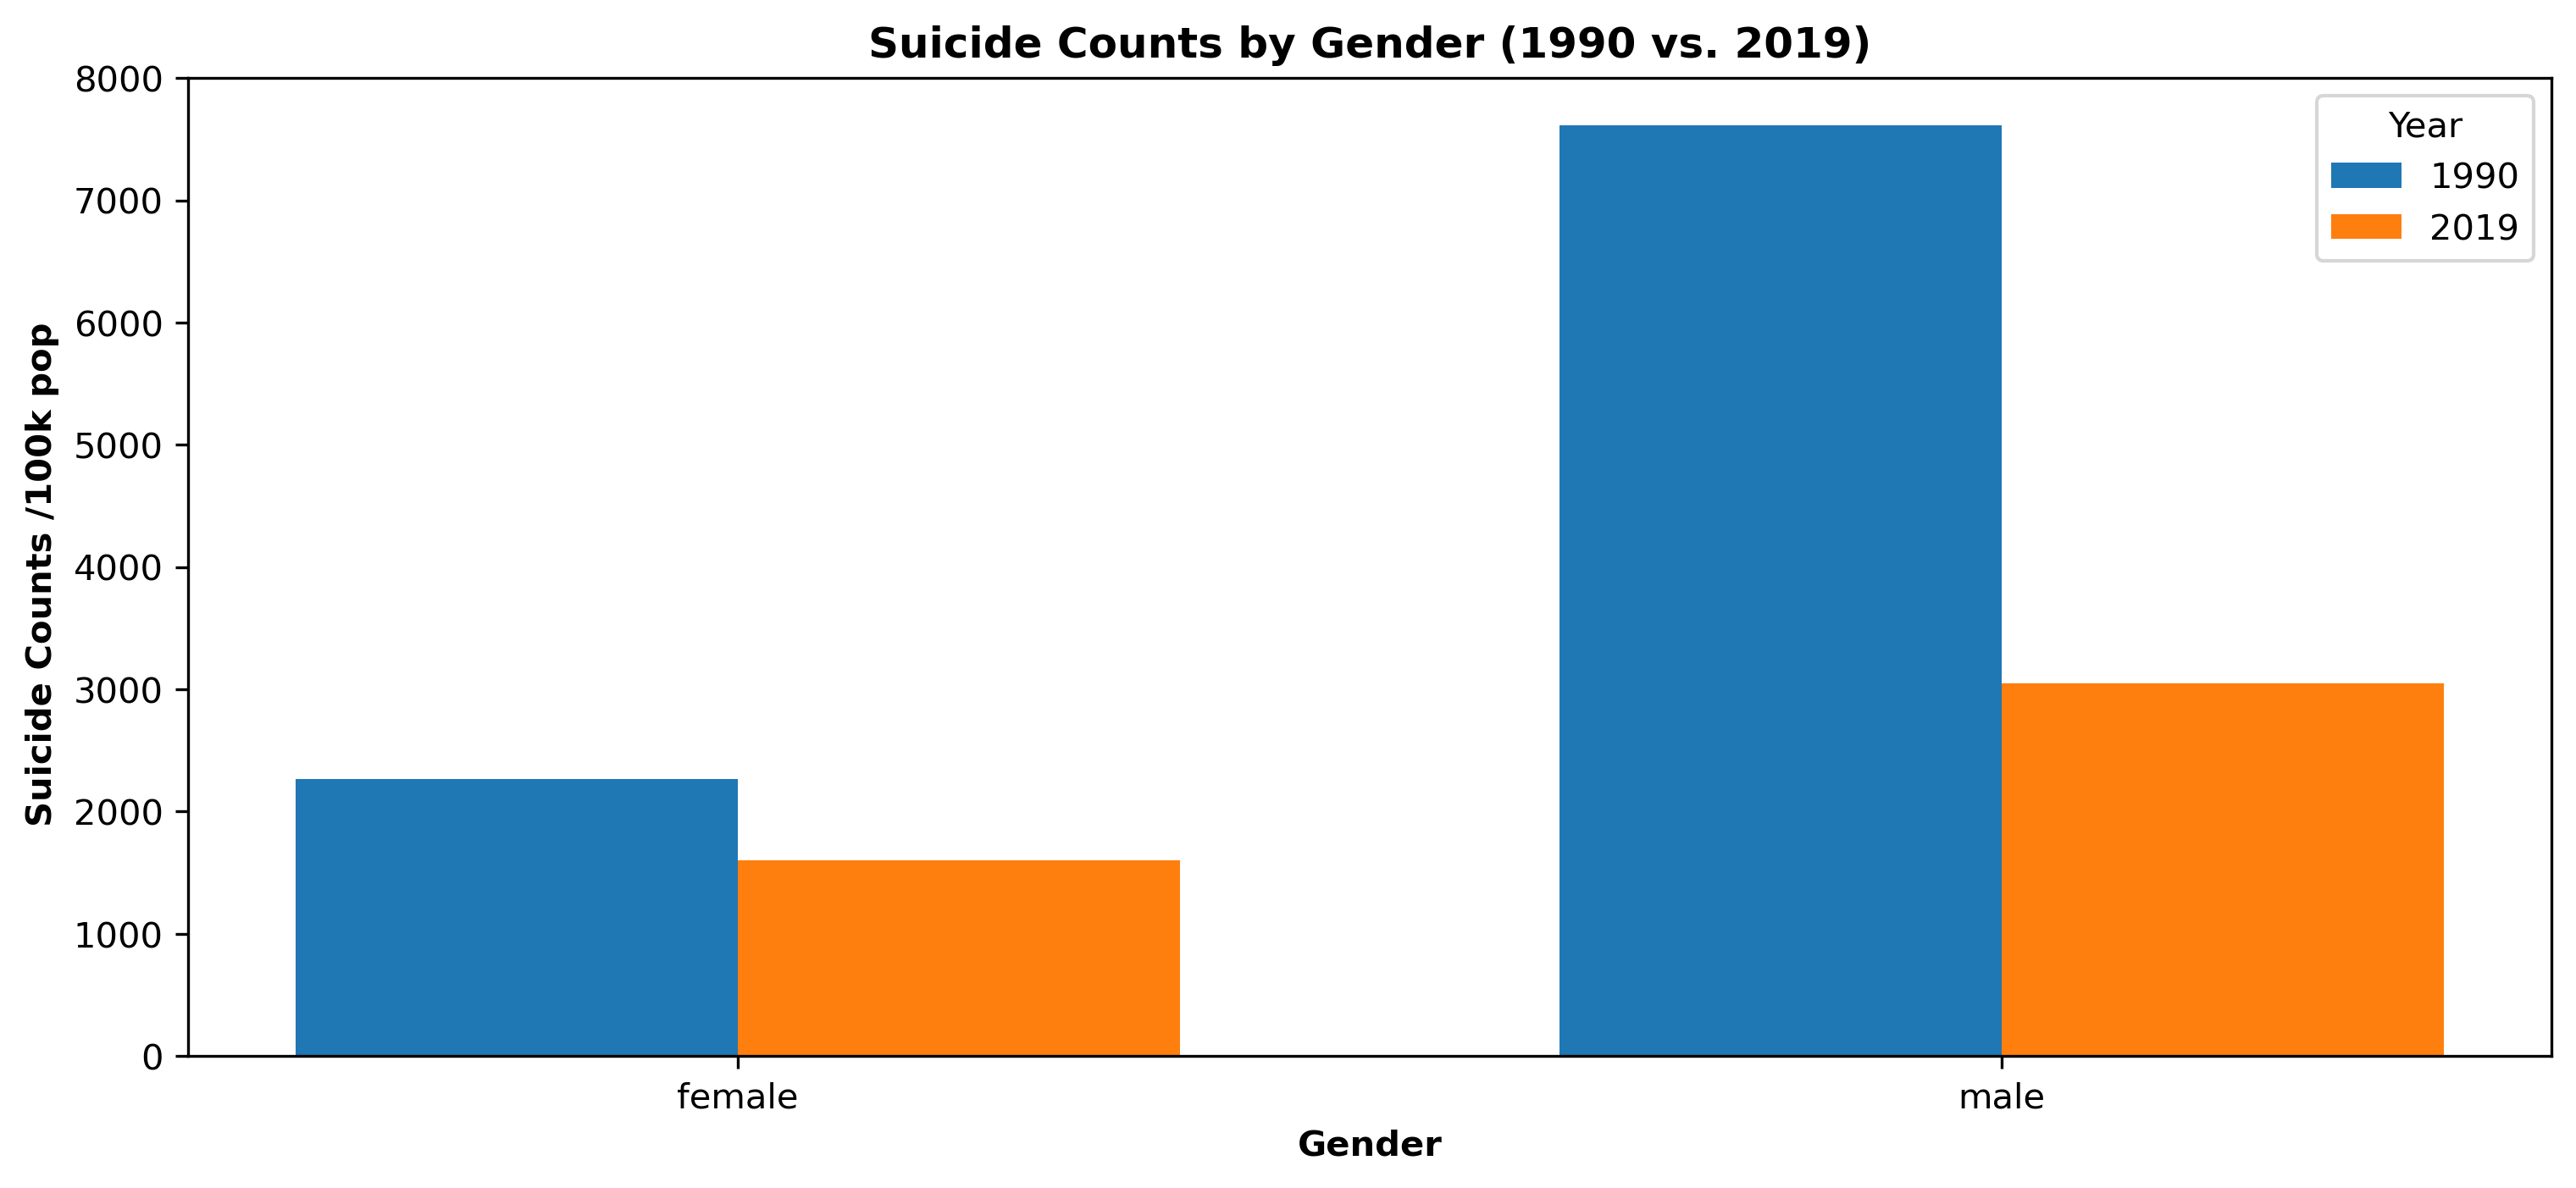 Suicide Counts by Gender (1990 vs. 2019)
Suicide Counts /100k pop
8000
7000
6000
5000
4000
3000
2000
1000
0
Year
1990
2019
female
male
Gender